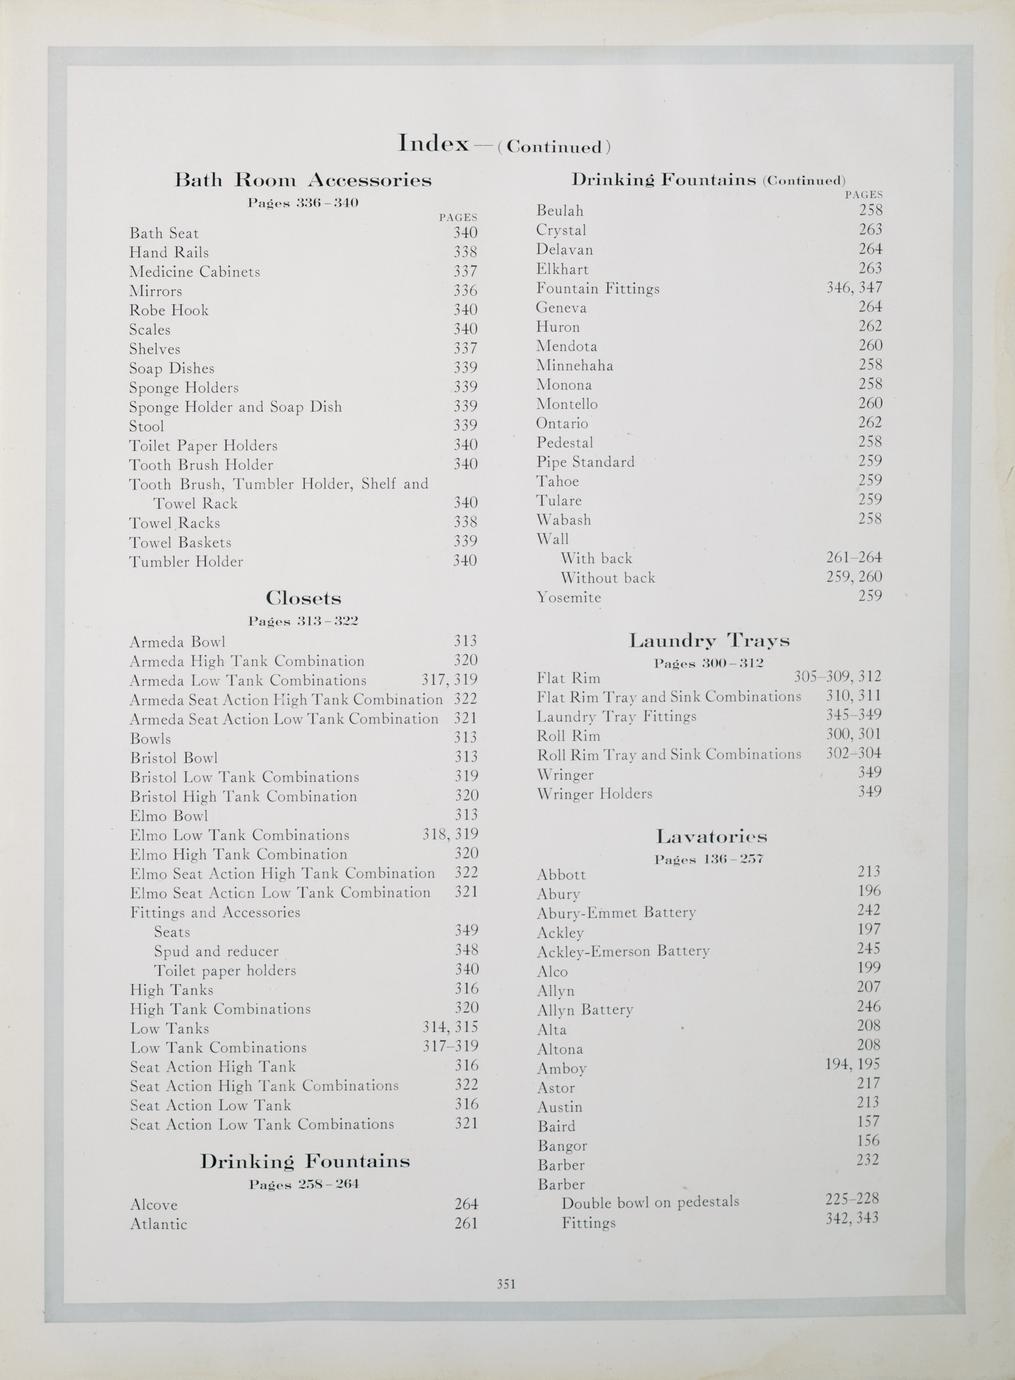 Index—(Continued)
Bath Room Accessories
Pages 336-340
PAGES
Bath Seat 340
Hand Rails 338
Medicine Cabinets 337
Mirrors 336
Robe Hook 340
Scales 340
Shelves 337
Soap Dishes 339
Sponge Holders 339
Sponge Holder and Soap Dish 339
Stool 339
Toilet Paper Holders 340
Tooth Brush Holder 340
Tooth Brush, Tumbler Holder, Shelf and
Towel Rack 340
Towel Racks 338
Towel Baskets 339
Tumbler Holder 340
Closets
Pages 313-322
Armeda Bowl 313
Armeda High Tank Combination 320
Armeda Low Tank Combinations 317, 319
Armeda Seat Action High Tank Combination 322
Armeda Seat Action Low Tank Combination 321
Bowls 313
Bristol Bowl 313
Bristol Low Tank Combinations 319
Bristol High Tank Combination 320
Elmo Bowl 313
Elmo Low Tank Combinations 318, 319
Elmo High Tank Combination 320
Elmo Seat Action High Tank Combination 322
Elmo Seat Action Low Tank Combination 321
Fittings and Accessories
Seats 349
Spud and reducer 348
Toilet paper holders 340
High Tanks 316
High Tank Combinations 320
Low Tanks 314, 315
Low Tank Combinations 317-319
Seat Action High Tank 316
Seat Action High Tank Combinations 322
Seat Action Low Tank 316
Seat Action Low Tank Combinations 321
Drinking Fountains
Pages 258-264
Alcove 264
Atlantic 261
Drinking Fountains (Continued)
PAGES
Beulah 258
Crystal 263
Delavan 264
Elkhart 263
Fountain Fittings 346, 347
Geneva 264
Huron 262
Mendota 260
Minnehaha 258
Monona 258
Montello 260
Ontario 262
Pedestal 258
Pipe Standard 259
Tahoe 259
Tulare 259
Wabash 258
Wall
With back 261-264
Without back 259, 260
Yosemite 259
Laundry Trays
Pages 300-312
Flat Rim 305-309, 312
Flat Rim Tray and Sink Combinations 310, 311
Laundry Tray Fittings 345-349
Roll Rim 300, 301
Roll Rim Tray and Sink Combinations 302-304
Wringer 349
Wringer Holders 349
Lavatories
Pages 136-257
Abbott 213
Abury 196
Abury-Emmet Battery 242
Ackley 197
Ackley-Emerson Battery 245
Alco 199
Allyn 207
Allyn Battery 246
Alta 208
Altona 208
Amboy 194, 195
Astor 217
Austin 213
Baird 157
Bangor 156
Barber 232
Barber
Double bowl on pedestals 225-228
Fittings 342, 343
351